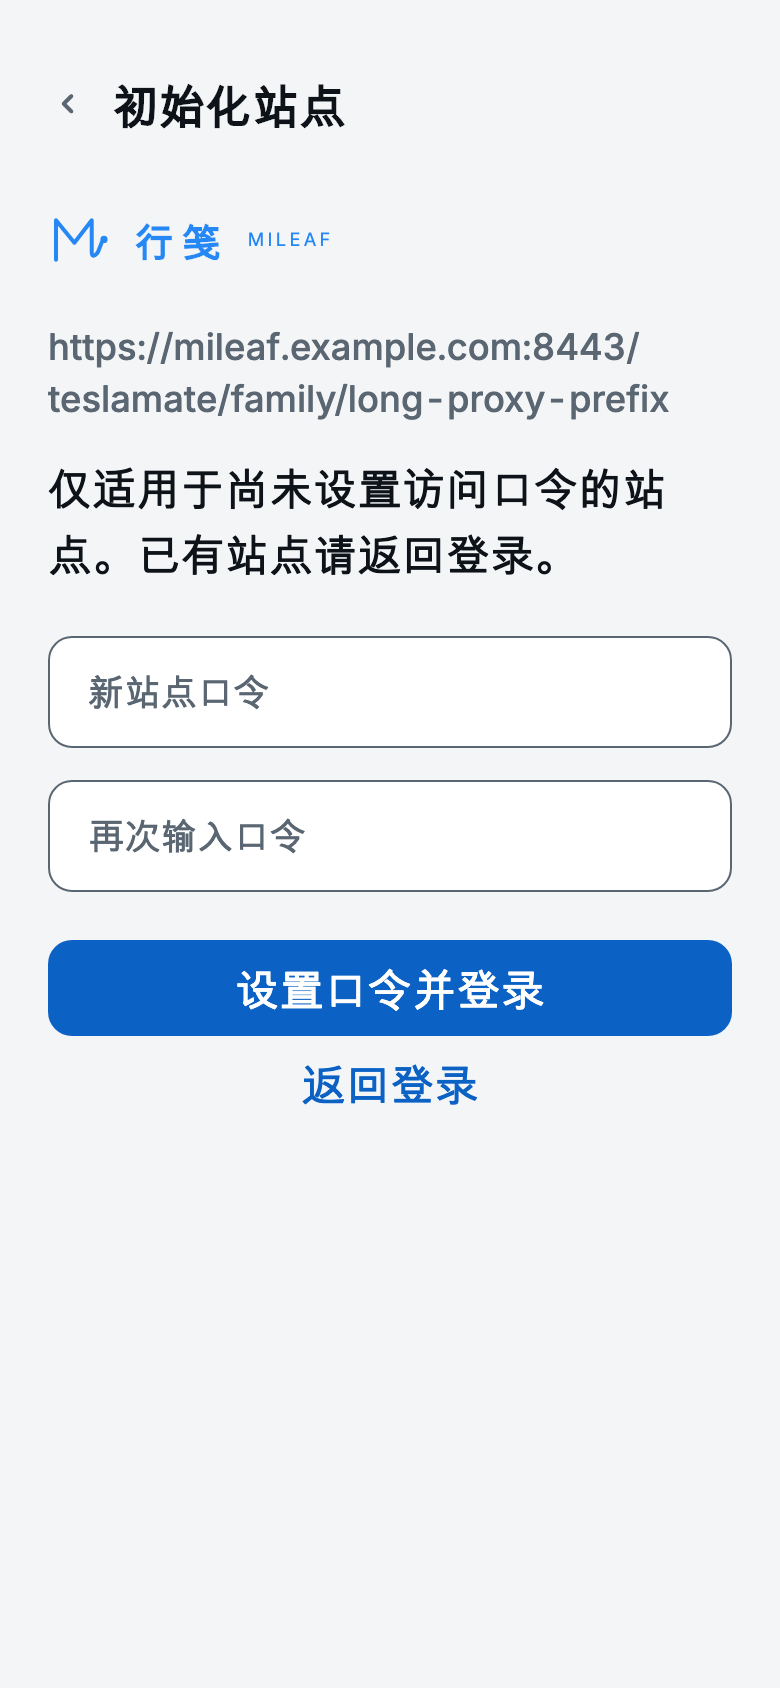 初始化站点
行笺 MILEAF
https://mileaf.example.com:8443/
teslamate/family/long-proxy-prefix
仅适用于尚未设置访问口令的站
点。已有站点请返回登录。
新站点口令
再次输入口令
设置口令并登录
返回登录